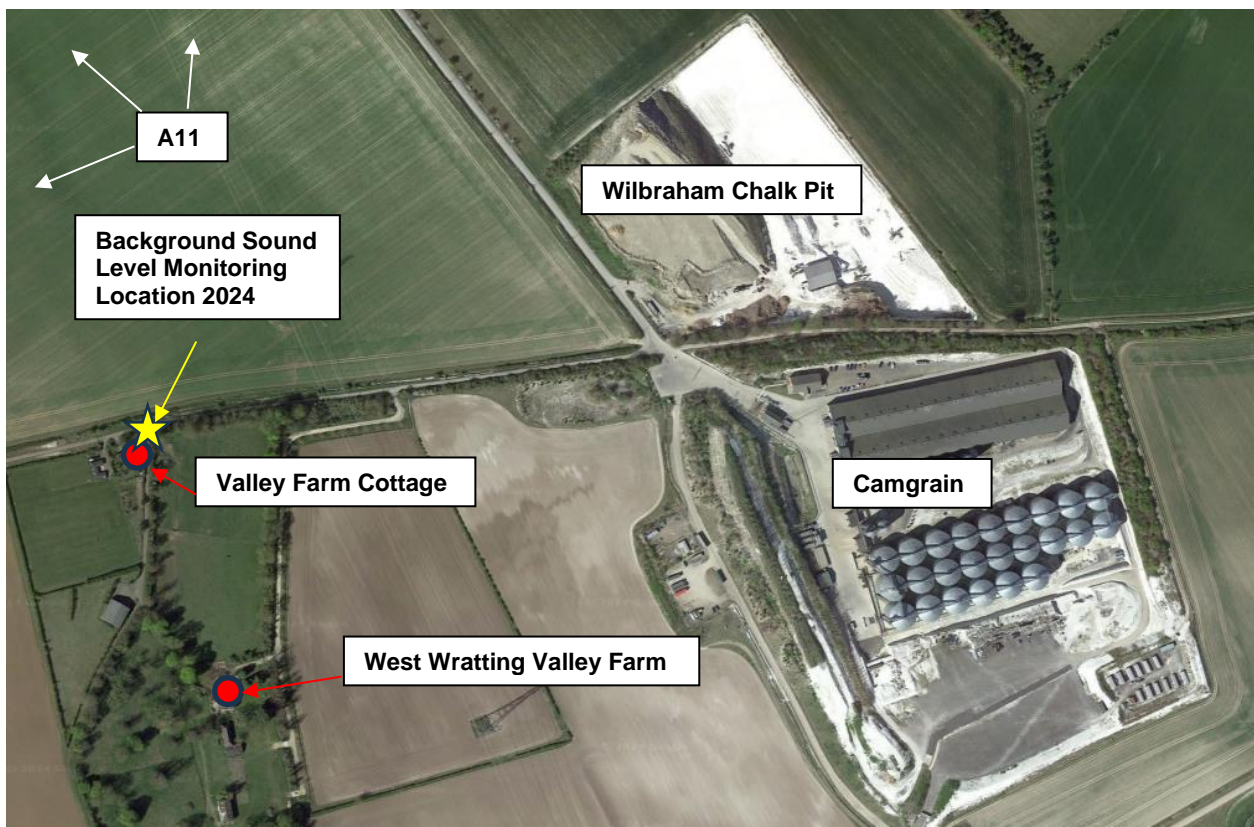 A11
Wilbraham Chalk Pit
Background Sound
Level Monitoring
Location 2024
Valley Farm Cottage
Camgrain
West Wratting Valley Farm